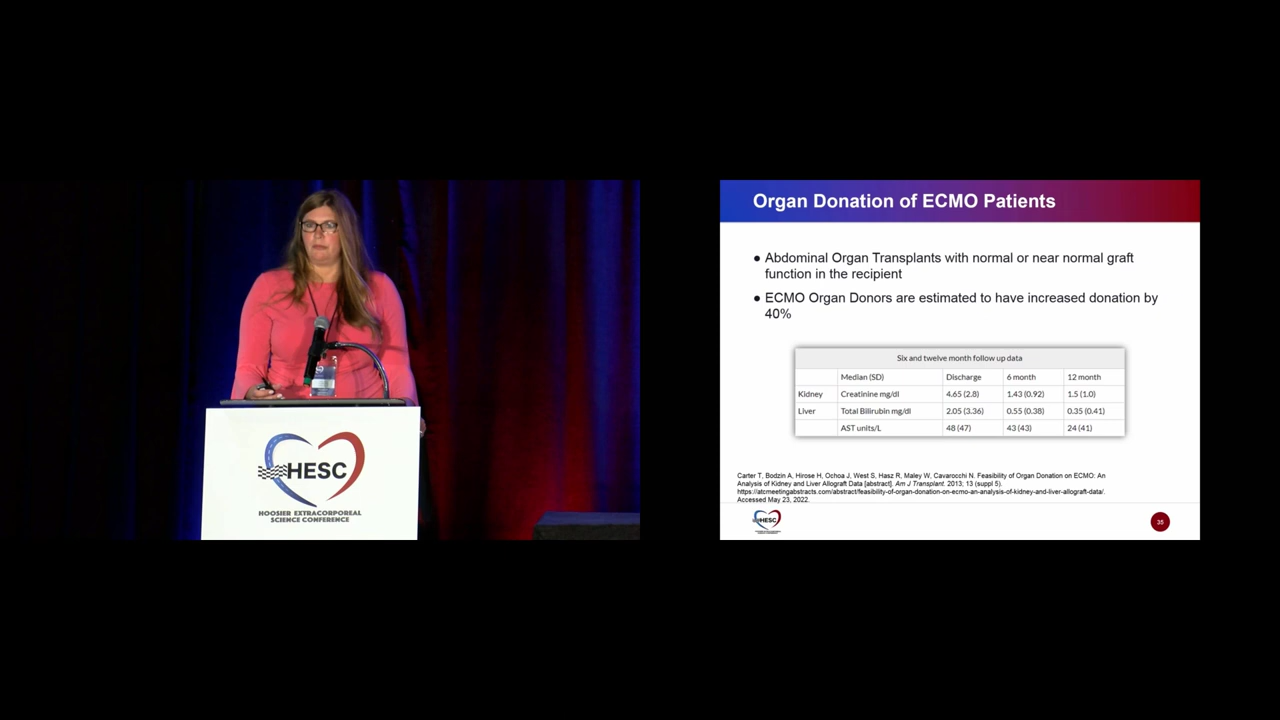 HESC
HOOSIER EXTRACORPOREAL
SCIENCE CONFERENCE
Organ Donation of ECMO Patients
● Abdominal Organ Transplants with normal or near normal graft
function in the recipient
● ECMO Organ Donors are estimated to have increased donation by
40%
Six and twelve month follow up data
Median (SD) Discharge 6 month 12 month
Kidney Creatinine mg/dl 4.65 (2.8) 1.43 (0.92) 1.5 (1.0)
Liver Total Bilirubin mg/dl 2.05 (3.36) 0.55 (0.38) 0.35 (0.41)
AST units/L 48 (47) 43 (43) 24 (41)
Carter T, Bodzin A, Hirose H, Ochoa J, West S, Hasz R, Maley W, Cavarocchi N. Feasibility of Organ Donation on ECMO: An
Analysis of Kidney and Liver Allograft Data [abstract]. Am J Transplant. 2013; 13 (suppl 5).
https://atcmeetingabstracts.com/abstract/feasibility-of-organ-donation-on-ecmo-an-analysis-of-kidney-and-liver-allograft-data/.
Accessed May 23, 2022.
HESC